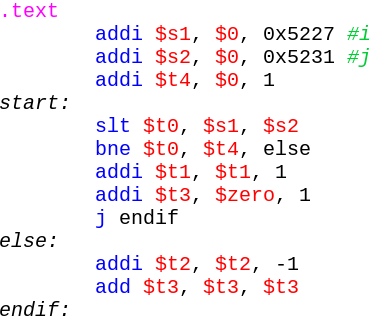 .text
addi $s1, $0, 0x5227 #i
addi $s2, $0, 0x5231 #j
addi $t4, $0, 1
start:
slt $t0, $s1, $s2
bne $t0, $t4, else
addi $t1, $t1, 1
addi $t3, $zero, 1
j endif
else:
addi $t2, $t2, -1
add $t3, $t3, $t3
endif: